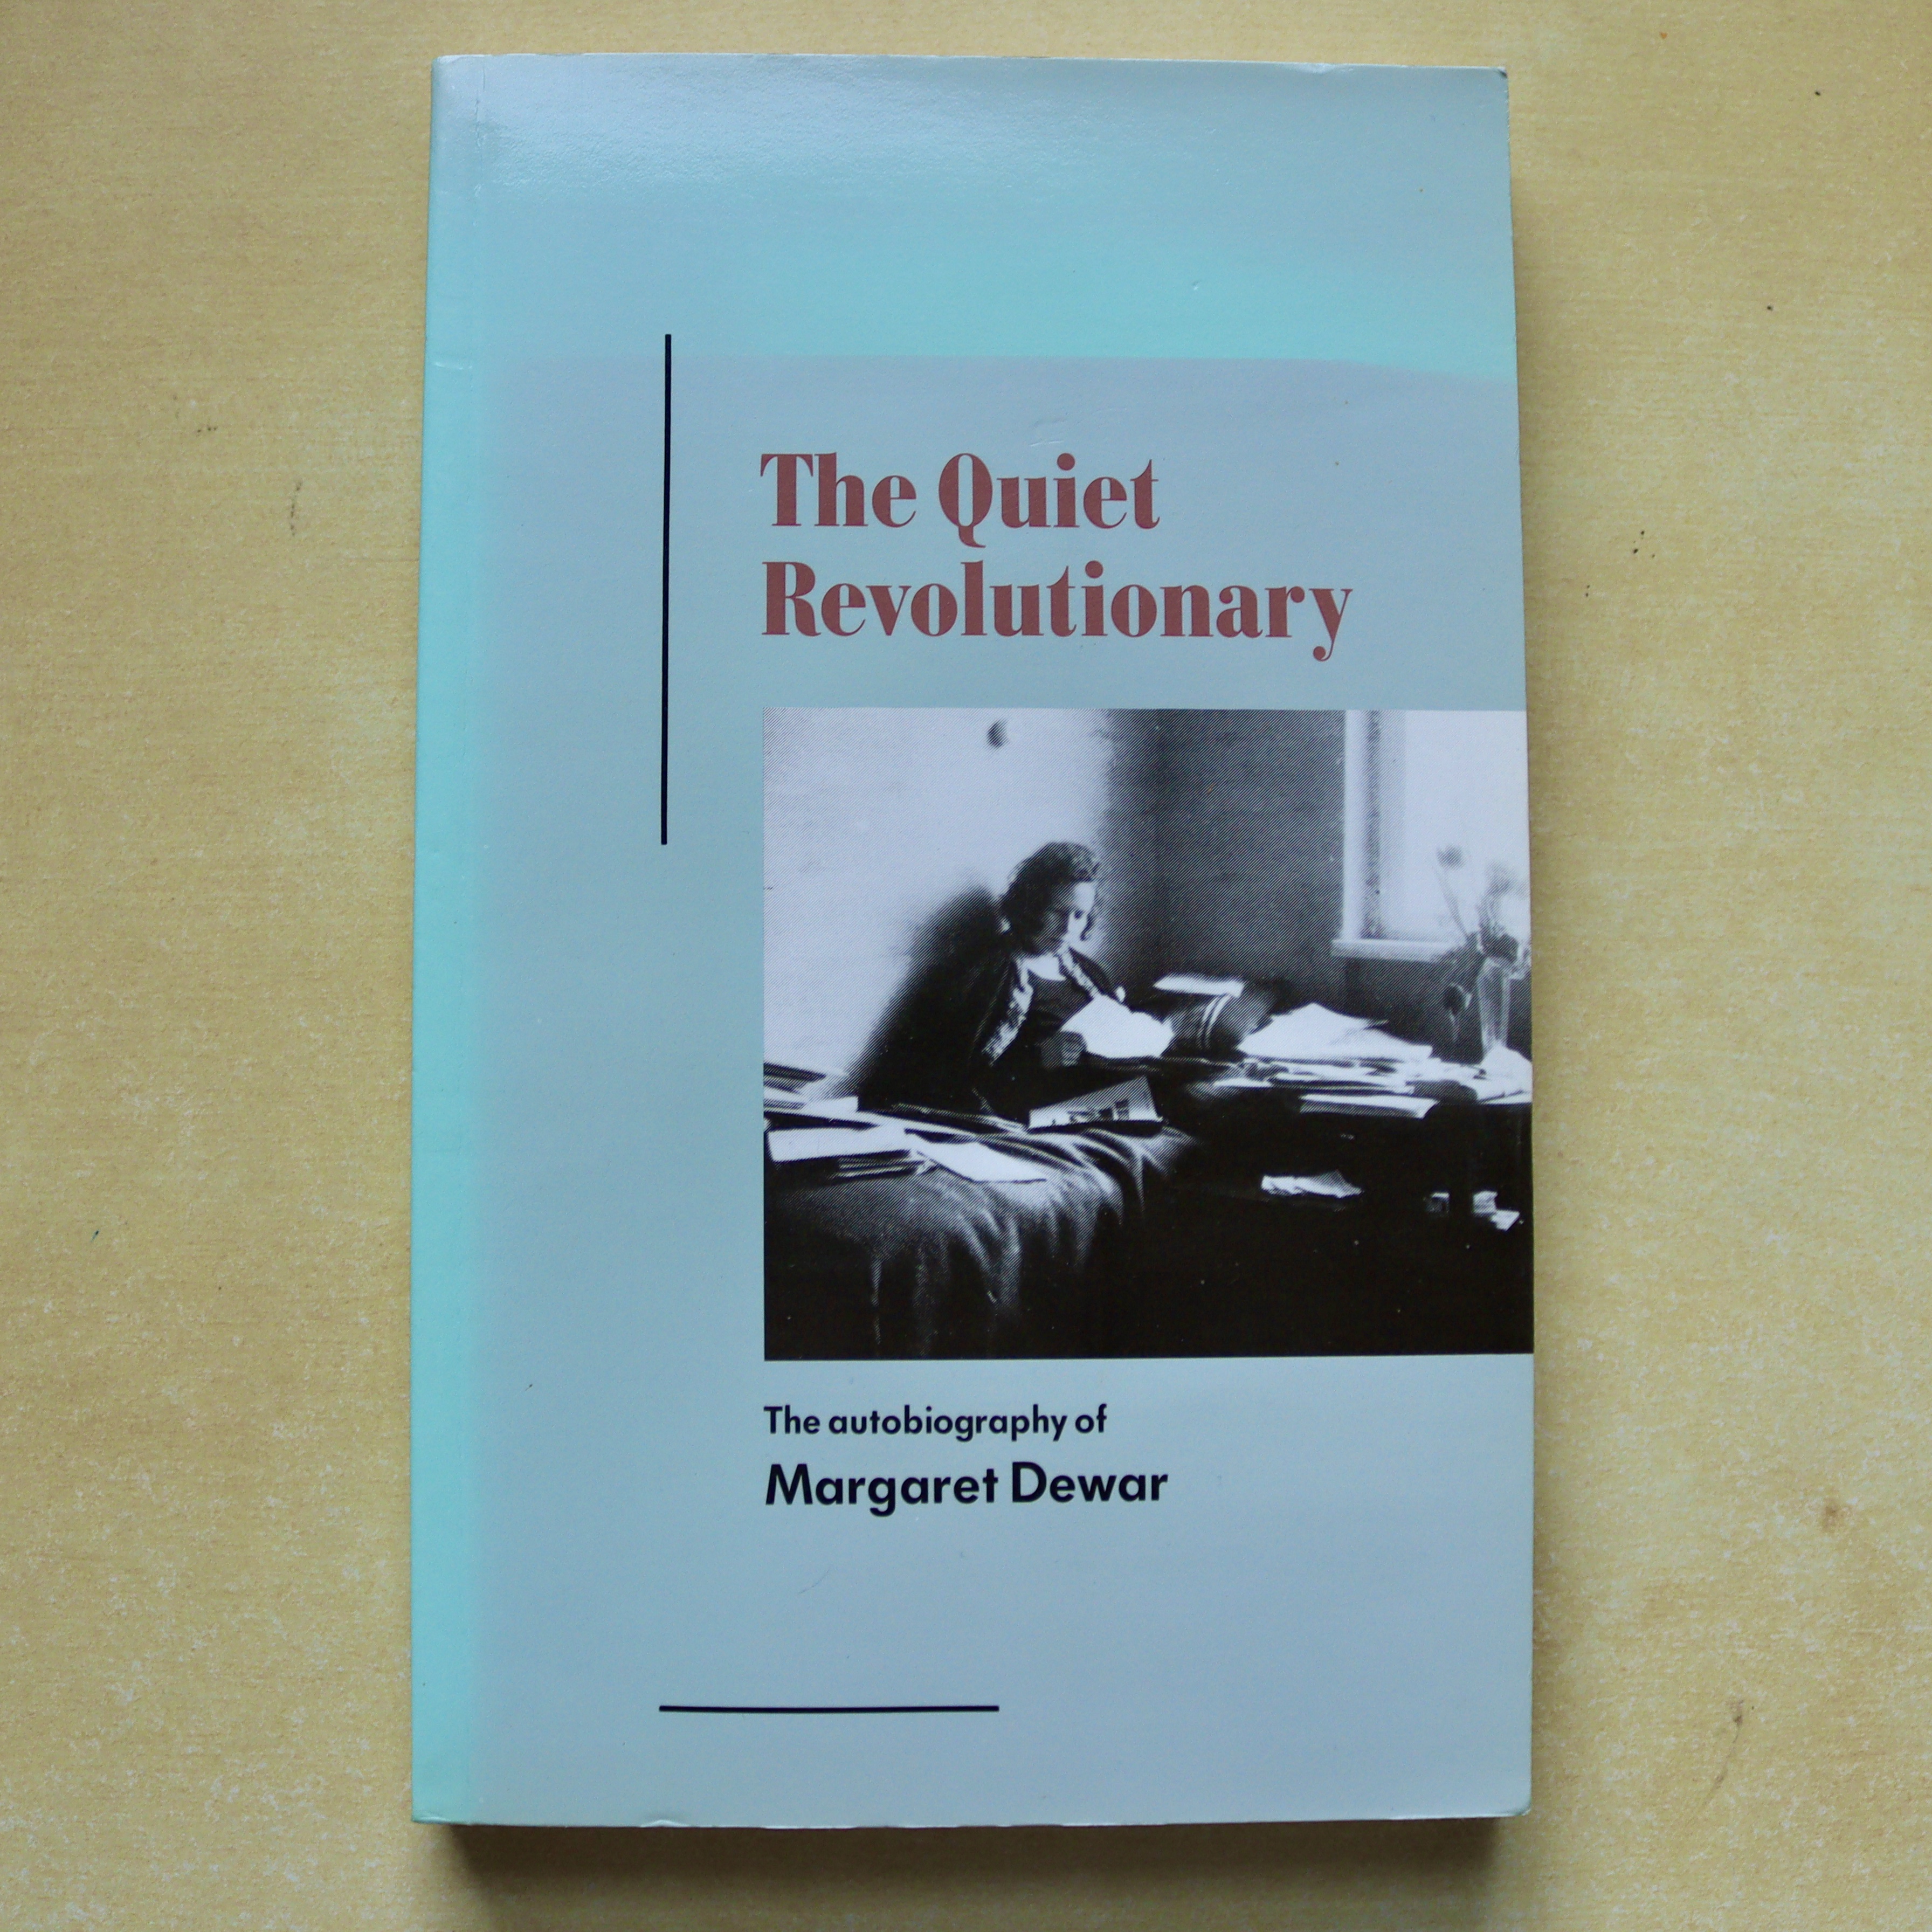 The Quiet
Revolutionary
The autobiography of
Margaret Dewar